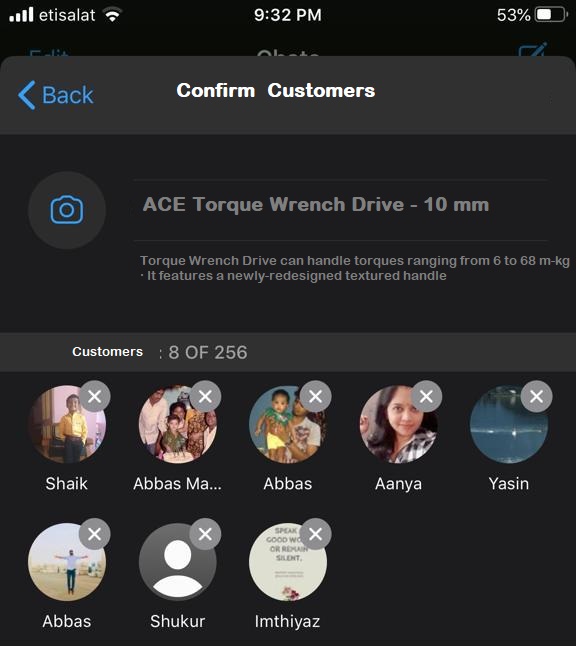 etisalat 9:32 PM 53%
Edit Chats
Back Confirm Customers
ACE Torque Wrench Drive - 10 mm
Torque Wrench Drive can handle torques ranging from 6 to 68 m-kg
· It features a newly-redesigned textured handle
Customers : 8 OF 256
Shaik Abbas Ma... Abbas Aanya Yasin
SPEAK
GOOD WO
OR REMAIN
SILENT.
Abbas Shukur Imthiyaz